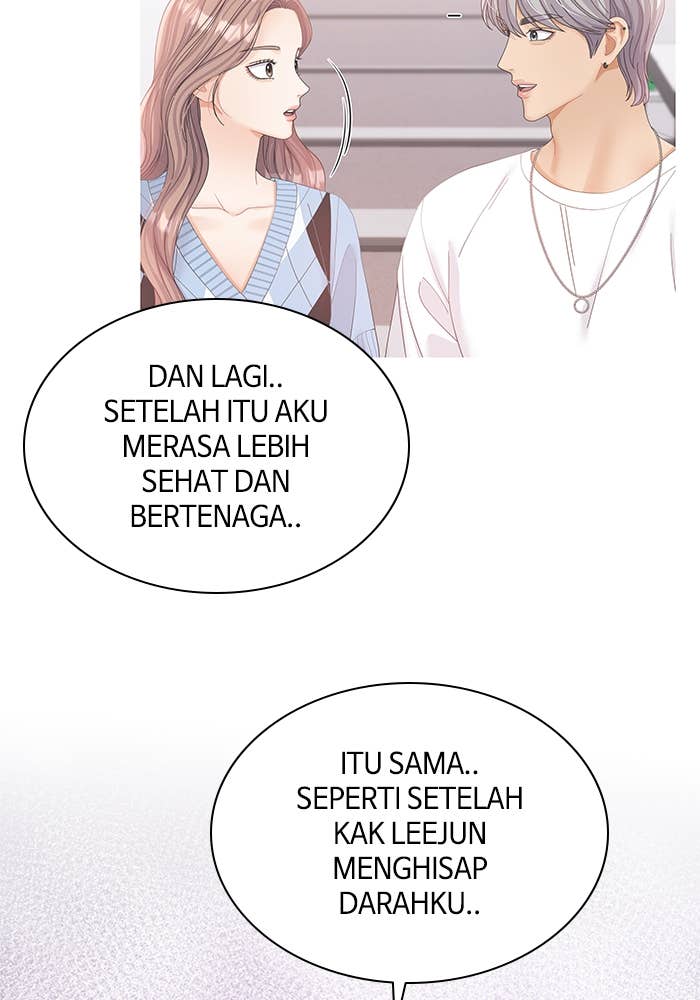 DAN LAGI..
SETELAH ITU AKU
MERASA LEBIH
SEHAT DAN
BERTENAGA..
ITU SAMA..
SEPERTI SETELAH
KAK LEEJUN
MENGHISAP
DARAHKU..